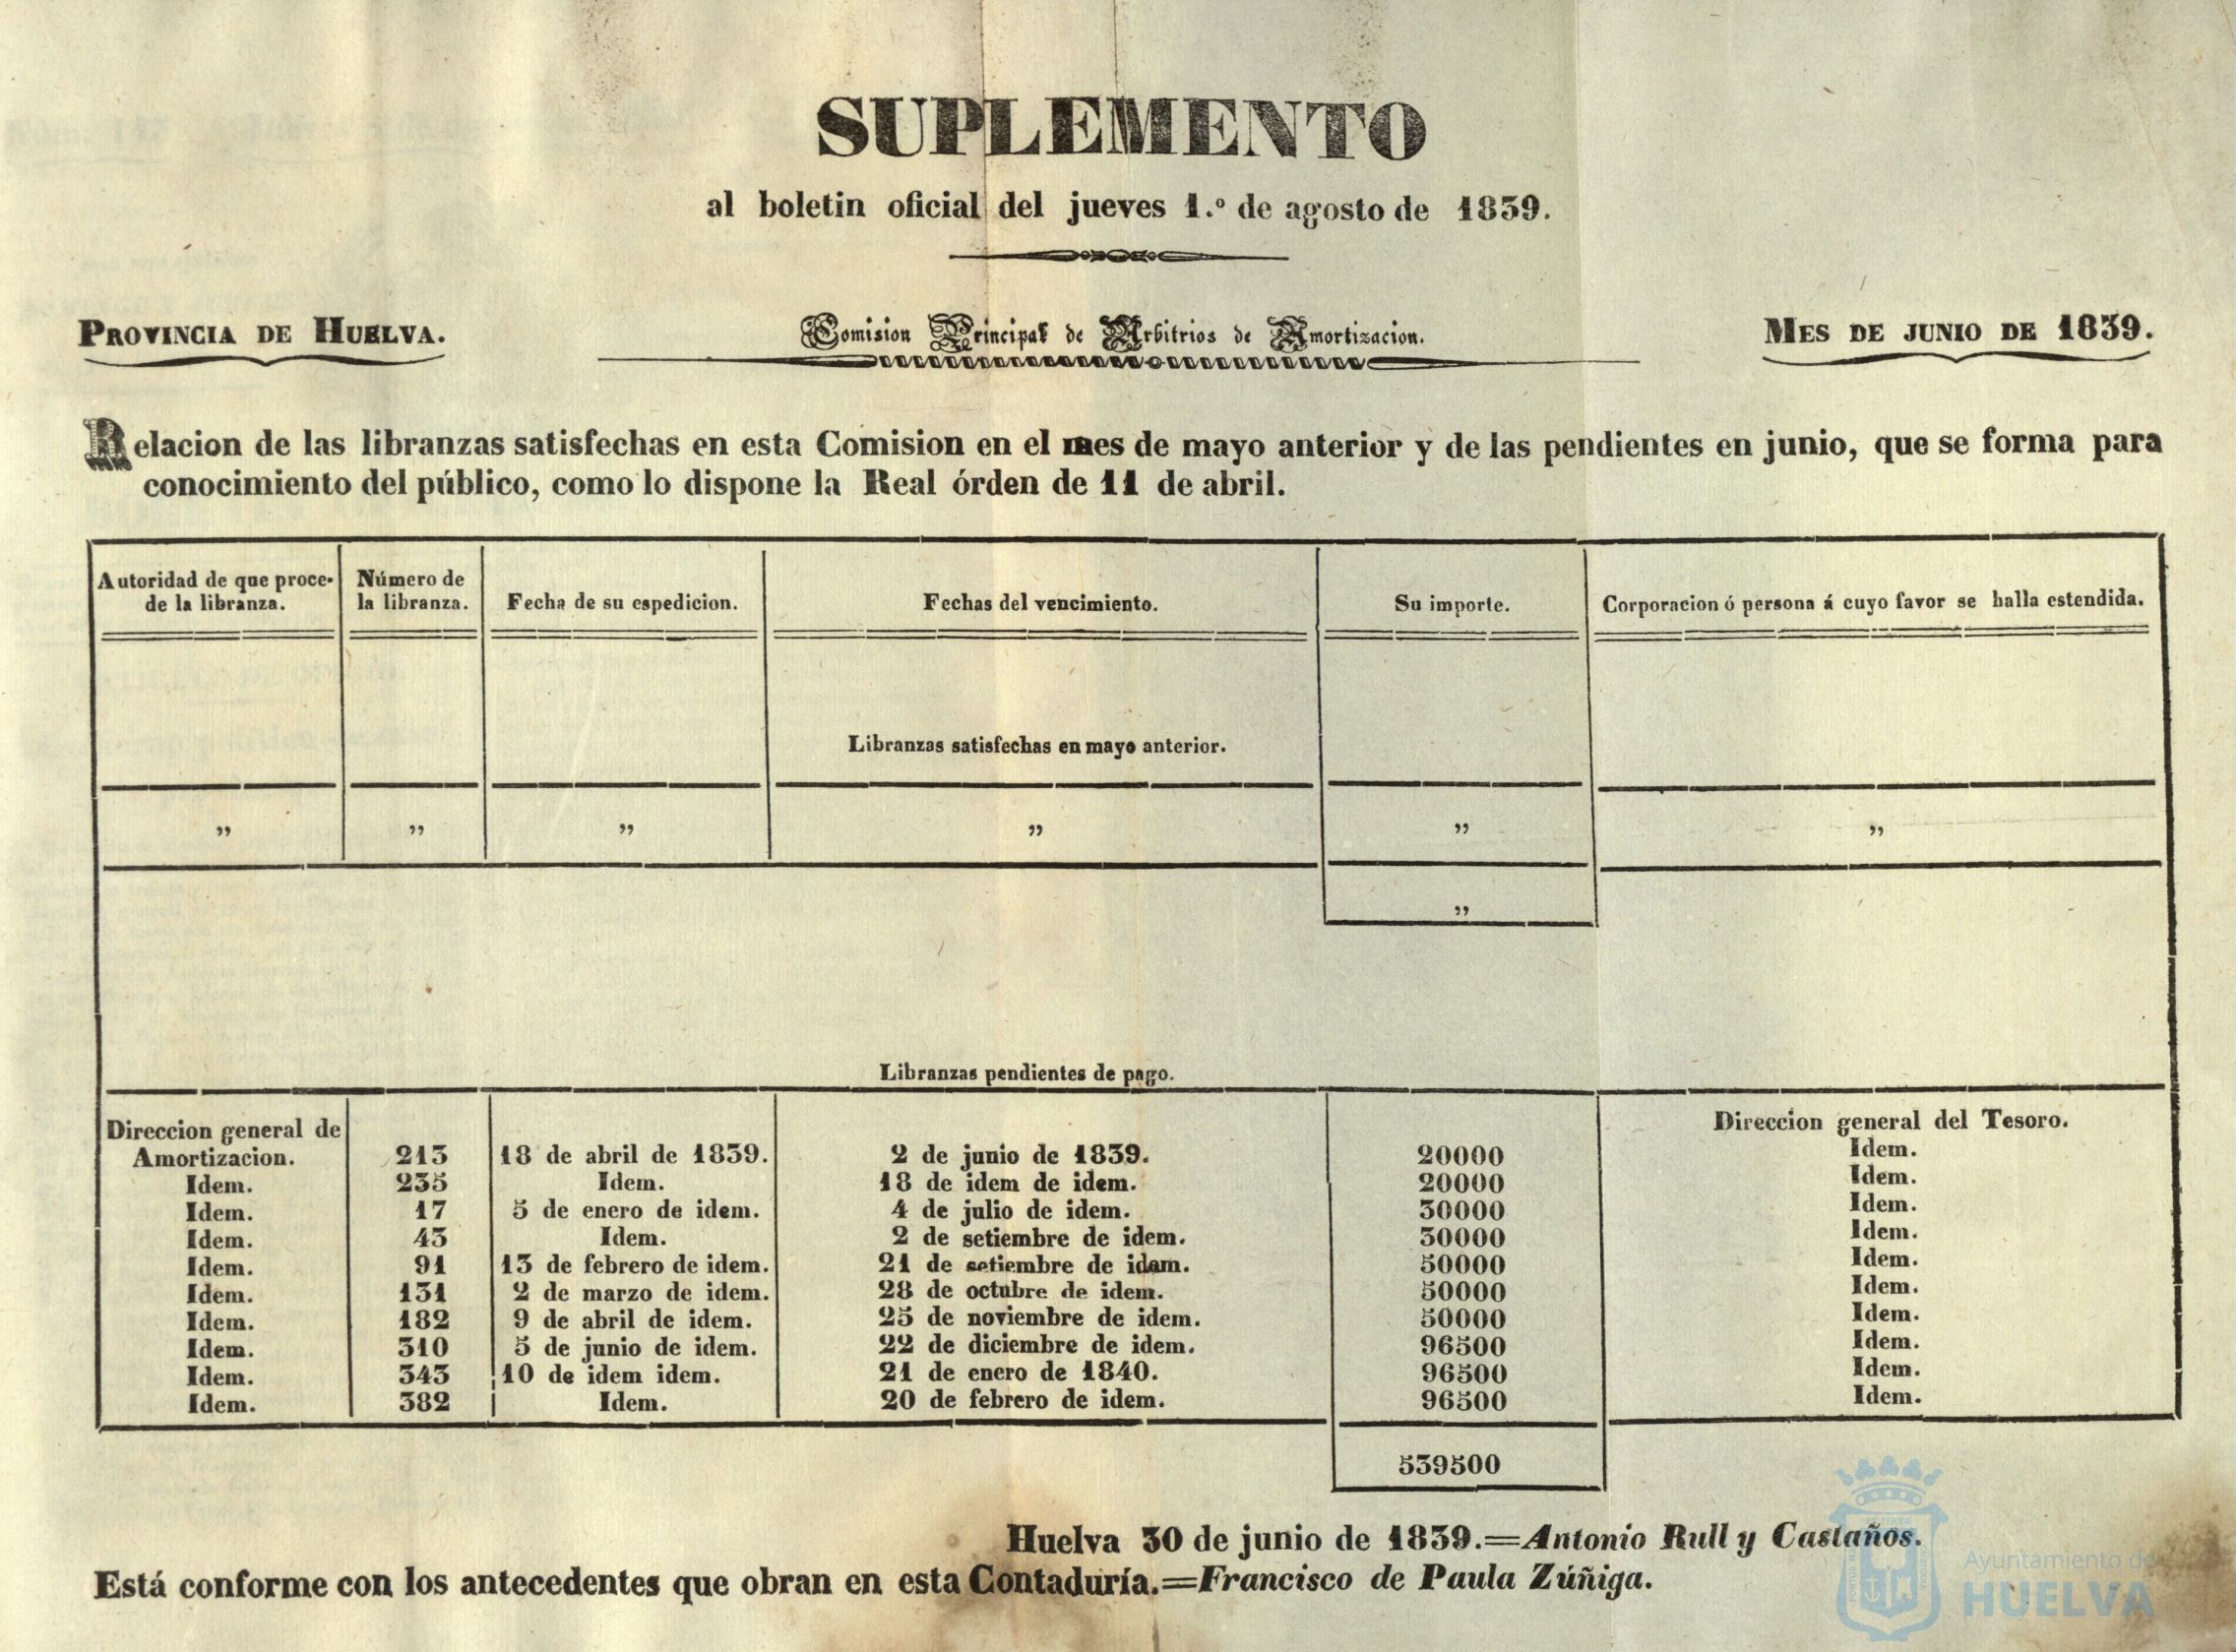 SUPLEMENTO
al boletin oficial del jueves 1.º de agosto de 1839.
PROVINCIA DE HUELVA.
Comision Principal de Arbitrios de Amortizacion.
MES DE JUNIO DE 1839.
Relacion de las libranzas satisfechas en esta Comision en el mes de mayo anterior y de las pendientes en junio, que se forma para
conocimiento del público, como lo dispone la Real órden de 11 de abril.
Autoridad de que proce-
de la libranza.
Número de
la libranza.
Fecha de su espedicion.
Fechas del vencimiento.
Su importe.
Corporacion ó persona á cuyo favor se halla estendida.
Libranzas satisfechas en mayo anterior.
„ „ „ „ „ „
„
Libranzas pendientes de pago.
Direccion general de
Direccion general del Tesoro.
Amortizacion. 213 18 de abril de 1839. 2 de junio de 1839. 20000 Idem.
Idem. 235 Idem. 18 de idem de idem. 20000 Idem.
Idem. 17 5 de enero de idem. 4 de julio de idem. 30000 Idem.
Idem. 43 Idem. 2 de setiembre de idem. 30000 Idem.
Idem. 91 13 de febrero de idem. 21 de setiembre de idem. 50000 Idem.
Idem. 131 2 de marzo de idem. 28 de octubre de idem. 50000 Idem.
Idem. 182 9 de abril de idem. 25 de noviembre de idem. 50000 Idem.
Idem. 310 5 de junio de idem. 22 de diciembre de idem. 96500 Idem.
Idem. 343 10 de idem idem. 21 de enero de 1840. 96500 Idem.
Idem. 382 Idem. 20 de febrero de idem. 96500 Idem.
539500
Huelva 30 de junio de 1839.=Antonio Rull y Castaños.
Está conforme con los antecedentes que obran en esta Contaduría.=Francisco de Paula Zúñiga.
Ayuntamiento de
HUELVA